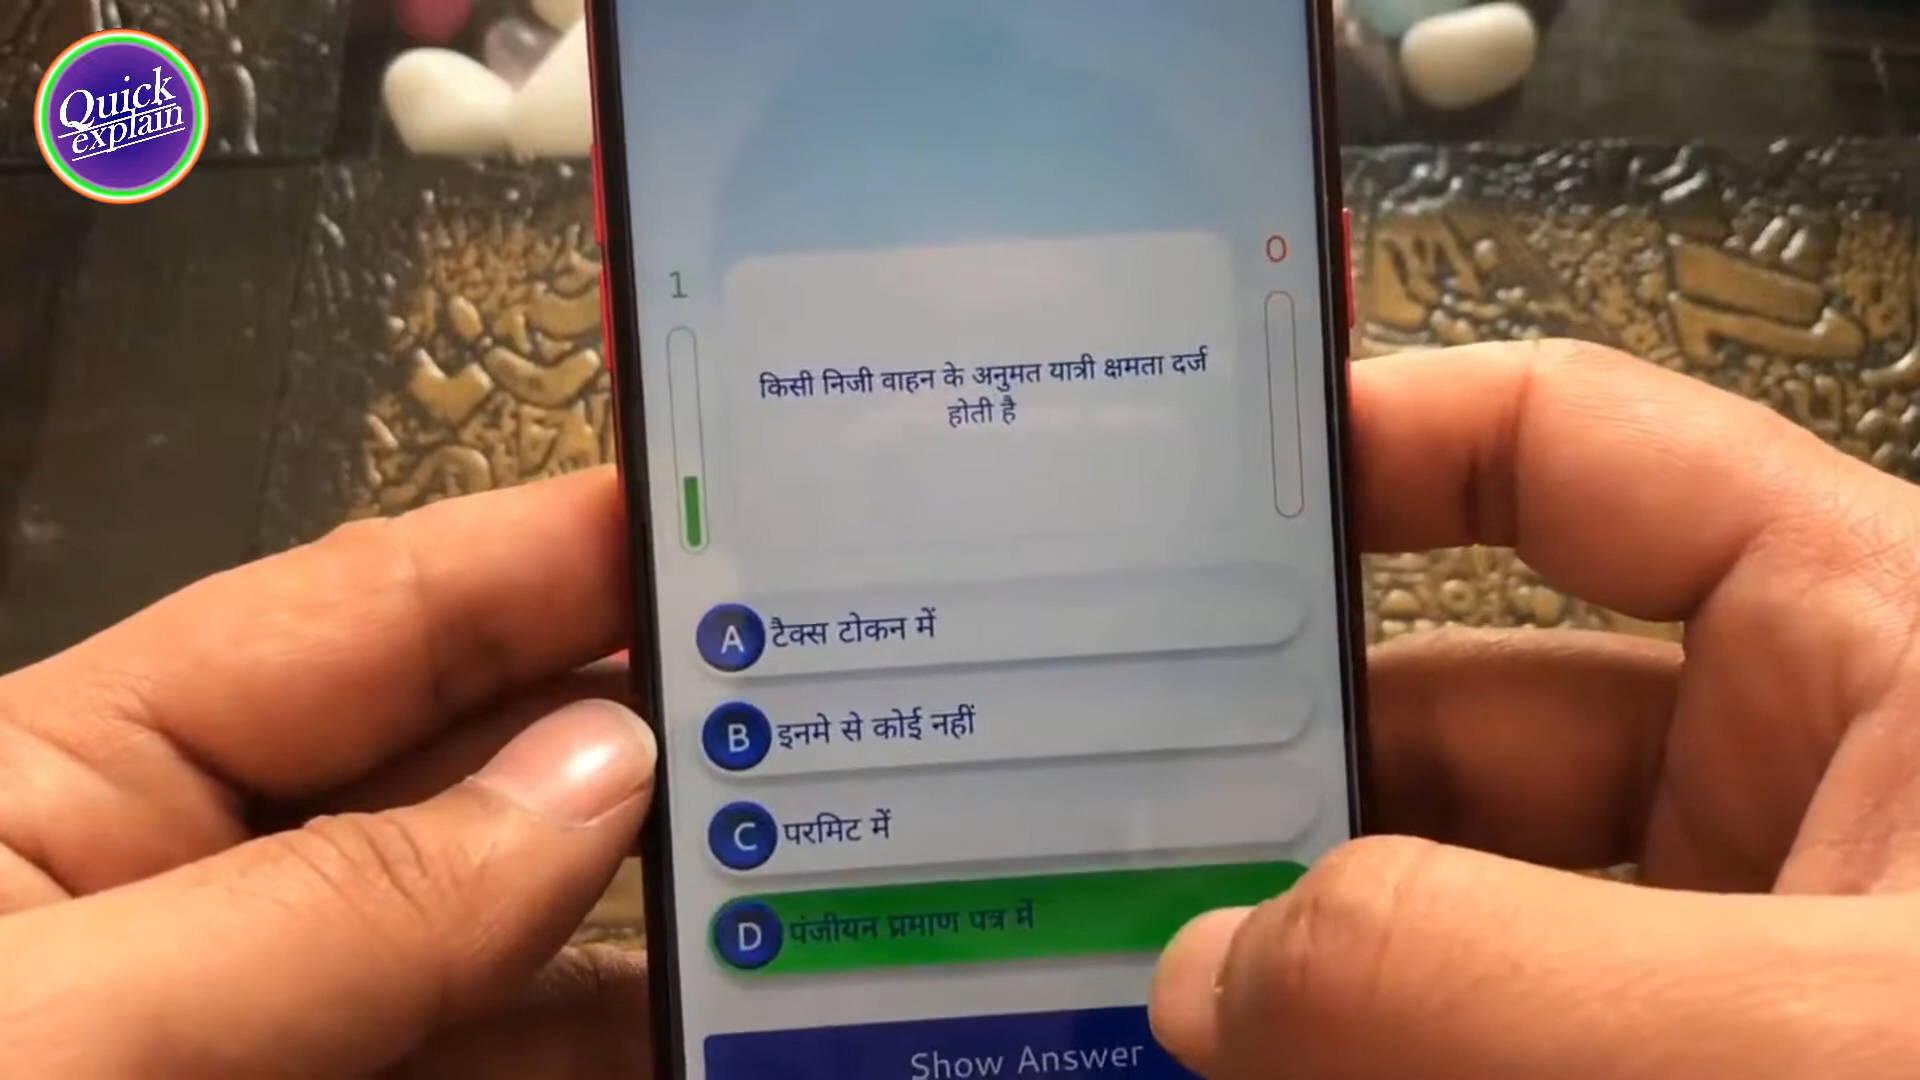 Quick
explain
1
0
किसी निजी वाहन के अनुमत यात्री क्षमता दर्ज
होती है
A टैक्स टोकन में
B इनमे से कोई नहीं
C परमिट में
D पंजीयन प्रमाण पत्र में
Show Answer